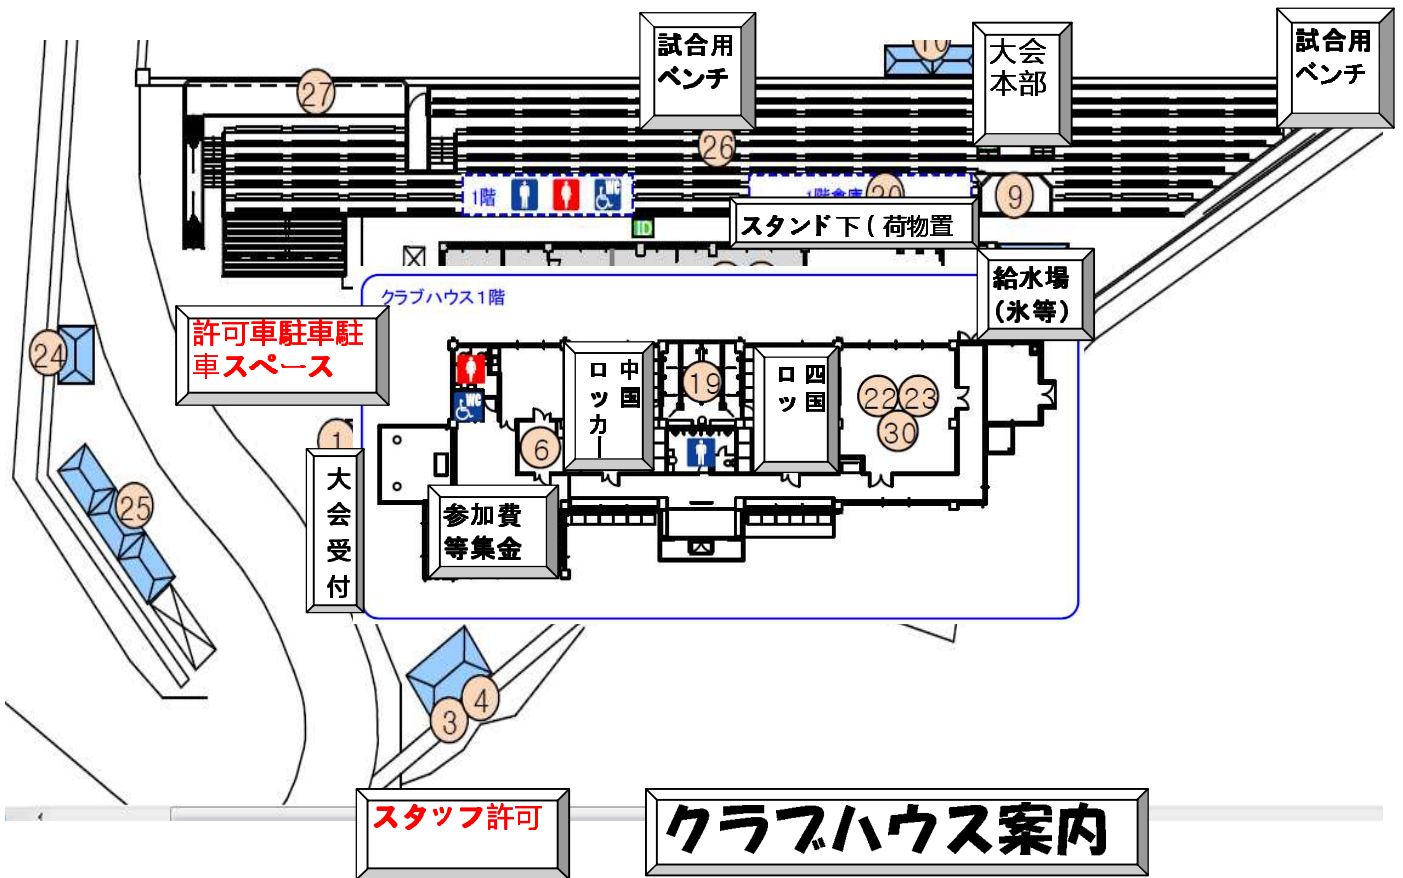 試合用
ベンチ
大会
本部
試合用
ベンチ
27
26
1階
WC
9
スタンド下(荷物置
クラブハウス1階
給水場
(氷等)
許可車駐車駐
車スペース
24
中国
ロッカー
19
四国
ロッ
22
23
30
WC
6
1
大会受付
25
参加費
等集金
4
3
スタッフ許可
クラブハウス案内